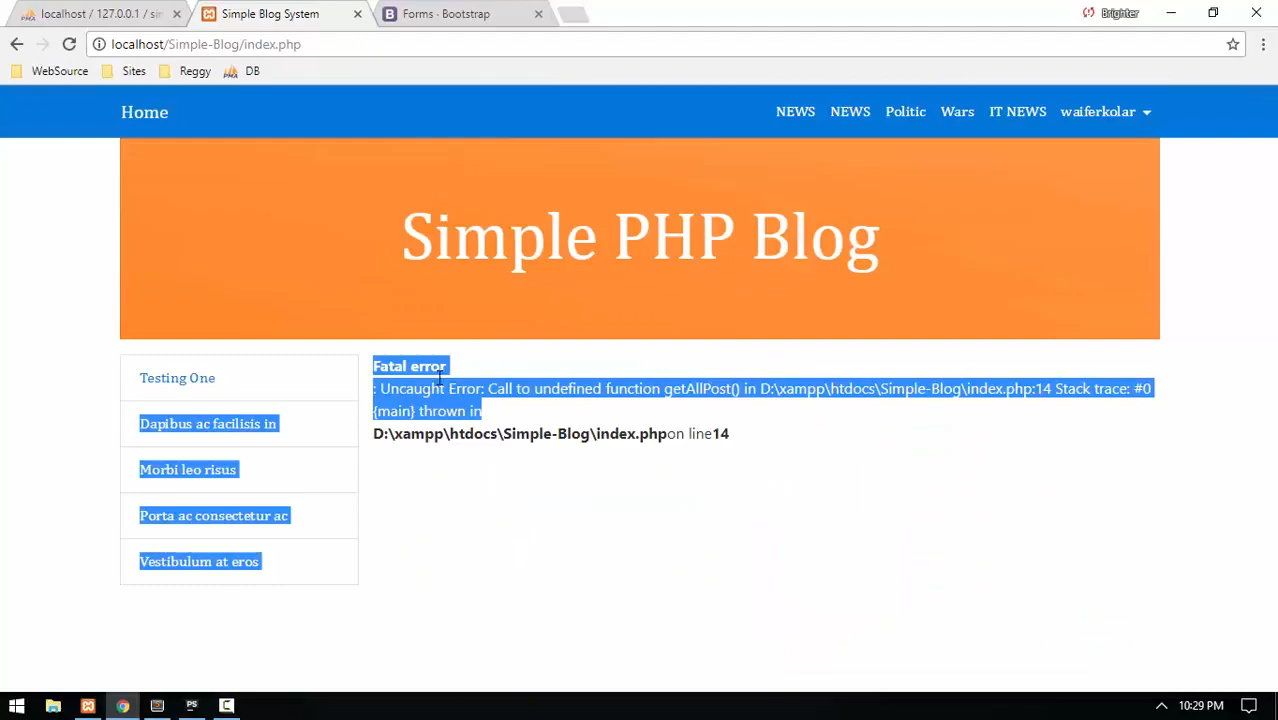 localhost / 127.0.0.1 / sim
Simple Blog System
Forms · Bootstrap
Brighter
localhost/Simple-Blog/index.php
WebSource
Sites
Reggy
DB
Home
NEWS
NEWS
Politic
Wars
IT NEWS
waiferkolar
Simple PHP Blog
Testing One
Dapibus ac facilisis in
Morbi leo risus
Porta ac consectetur ac
Vestibulum at eros
Fatal error
: Uncaught Error: Call to undefined function getAllPost() in D:\xampp\htdocs\Simple-Blog\index.php:14 Stack trace: #0
{main} thrown in
D:\xampp\htdocs\Simple-Blog\index.phpon line14
10:29 PM